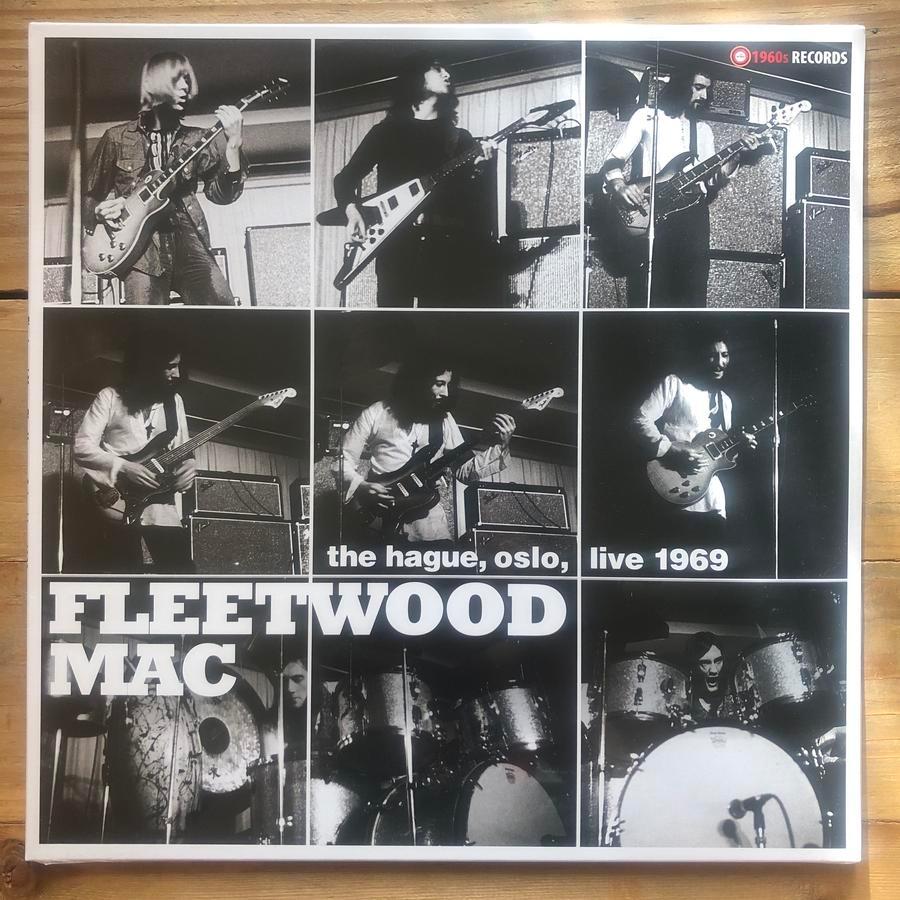 1960s RECORDS
the hague, oslo, live 1969
FLEETWOOD
MAC